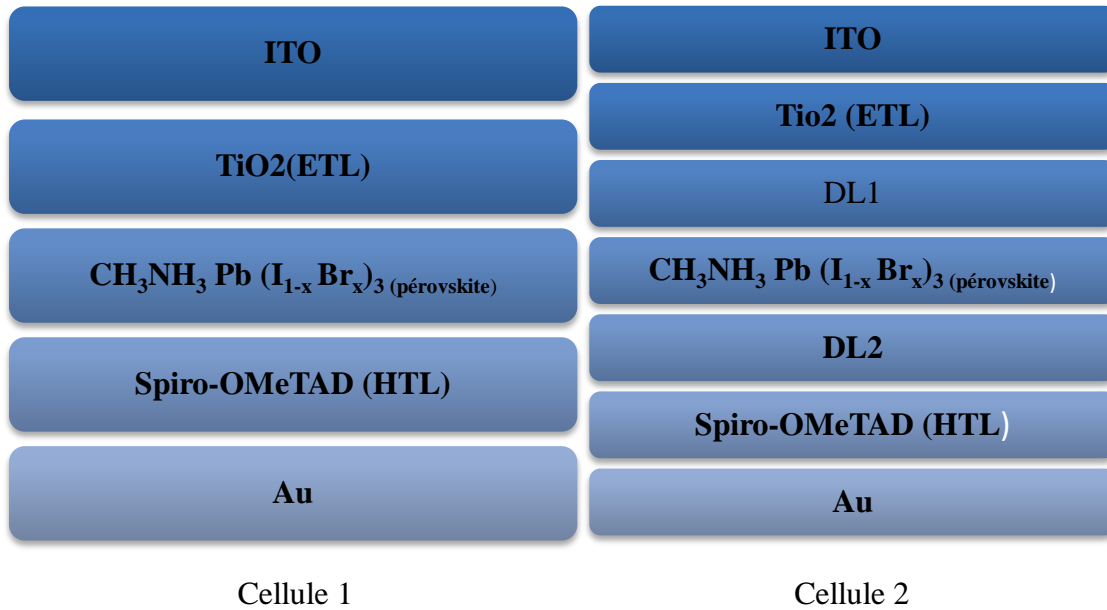 ITO
TiO2(ETL)
CH₃NH₃ Pb (I₁₋ₓ Brₓ)₃ (pérovskite)
Spiro-OMeTAD (HTL)
Au
Cellule 1
ITO
Tio2 (ETL)
DL1
CH₃NH₃ Pb (I₁₋ₓ Brₓ)₃ (pérovskite)
DL2
Spiro-OMeTAD (HTL)
Au
Cellule 2